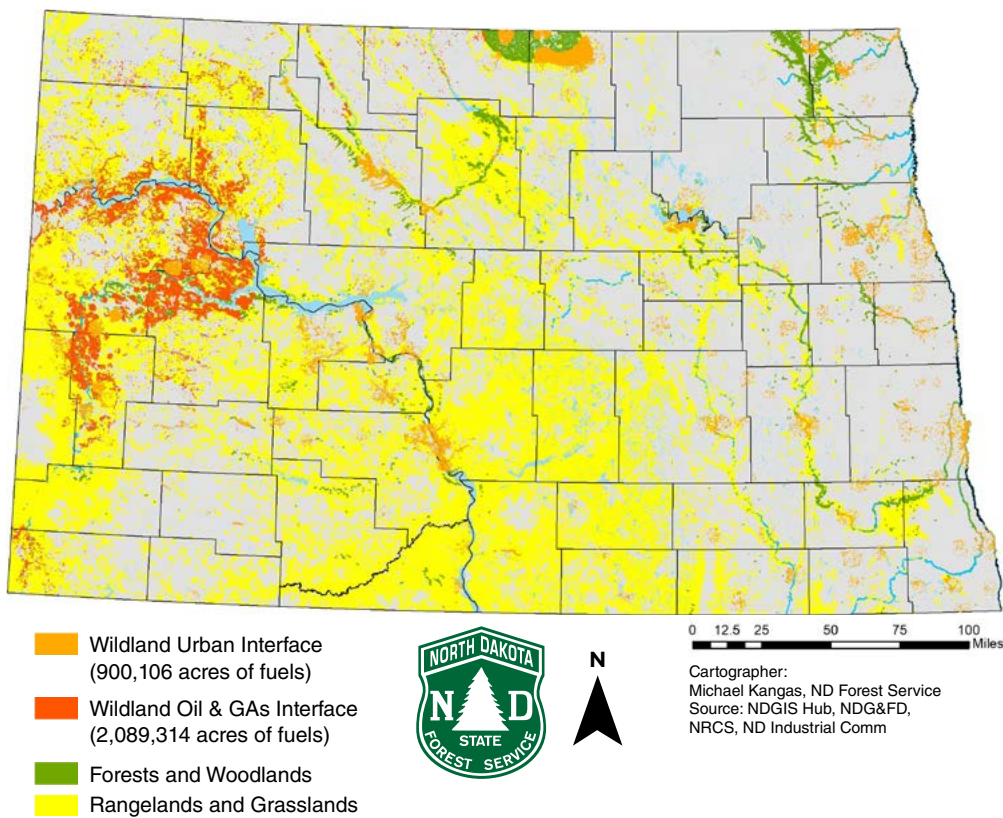 Wildland Urban Interface
(900,106 acres of fuels)
Wildland Oil & GAs Interface
(2,089,314 acres of fuels)
Forests and Woodlands
Rangelands and Grasslands
NORTH DAKOTA
N D
STATE
FOREST SERVICE
N
0 12.5 25 50 75 100
Miles
Cartographer:
Michael Kangas, ND Forest Service
Source: NDGIS Hub, NDG&FD,
NRCS, ND Industrial Comm